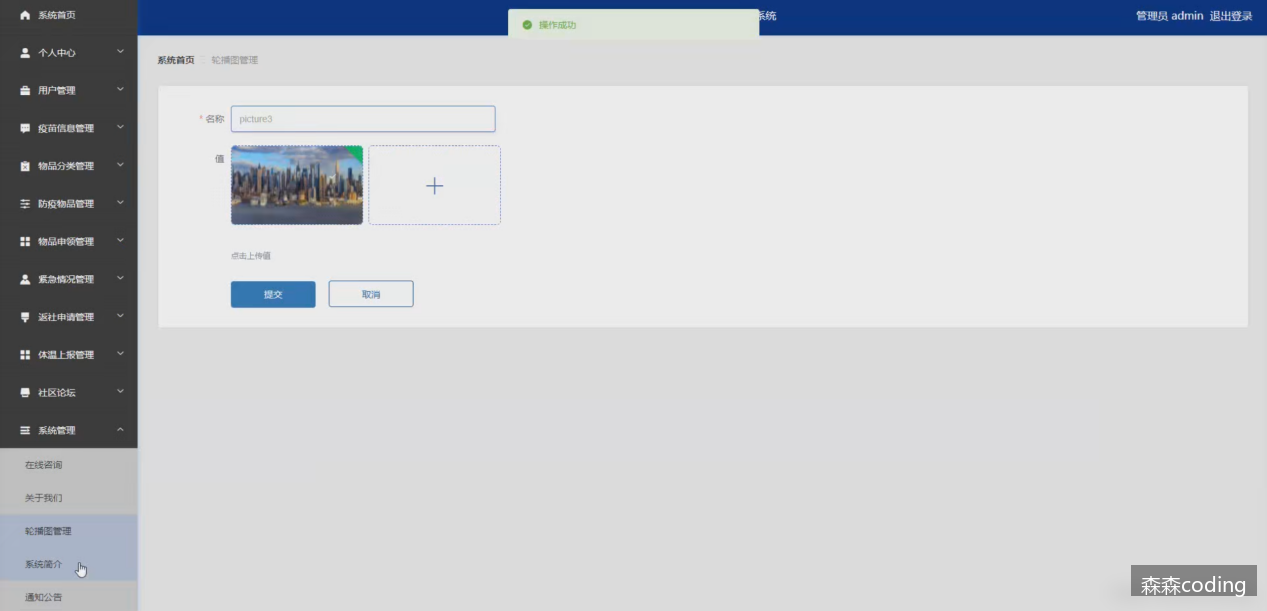 系统首页
个人中心
用户管理
疫苗信息管理
物品分类管理
防疫物品管理
物品申领管理
紧急情况管理
返社申请管理
体温上报管理
社区论坛
系统管理
在线咨询
关于我们
轮播图管理
系统简介
通知公告
操作成功
系统
管理员 admin 退出登录
系统首页 轮播图管理
* 名称 picture3
值
点击上传值
提交 取消
森森coding